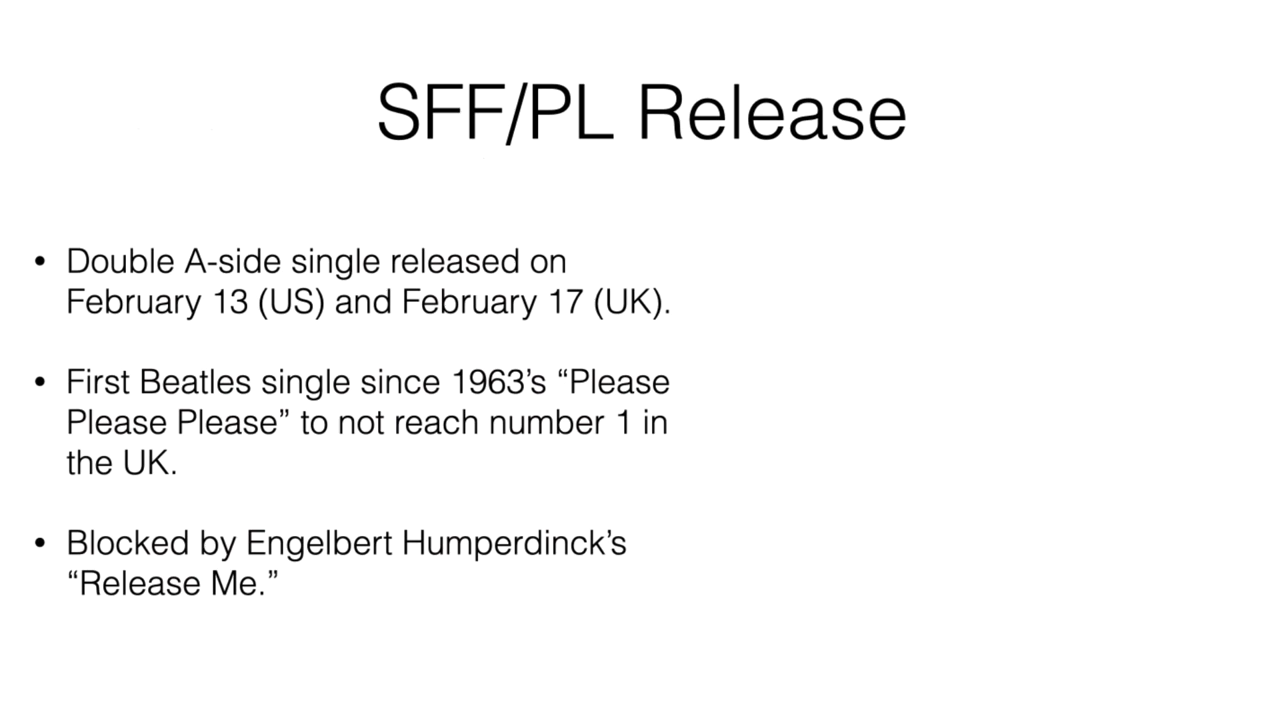 SFF/PL Release
• Double A-side single released on
February 13 (US) and February 17 (UK).
• First Beatles single since 1963’s “Please
Please Please” to not reach number 1 in
the UK.
• Blocked by Engelbert Humperdinck’s
“Release Me.”